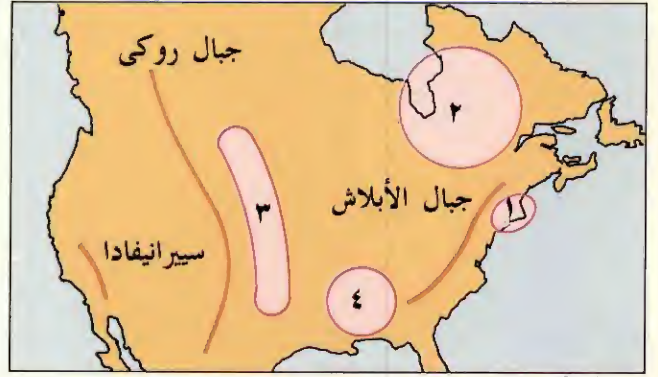 جبال روكى
٢
جبال الأبلاش
١
٣
سييرانيفادا
٤